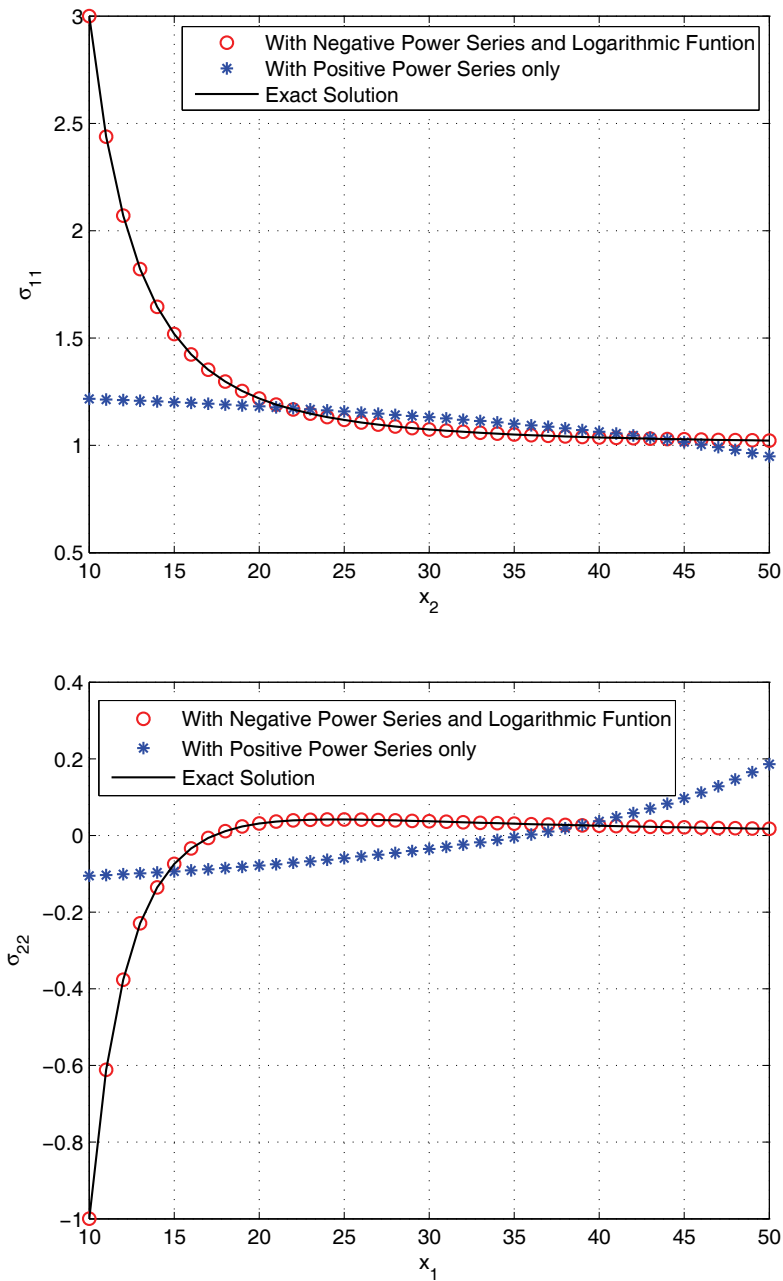 3
2.5
2
1.5
1
0.5
σ11
10 15 20 25 30 35 40 45 50
x2
With Negative Power Series and Logarithmic Funtion
With Positive Power Series only
Exact Solution
0.4
0.2
0
−0.2
−0.4
−0.6
−0.8
−1
σ22
10 15 20 25 30 35 40 45 50
x1
With Negative Power Series and Logarithmic Funtion
With Positive Power Series only
Exact Solution